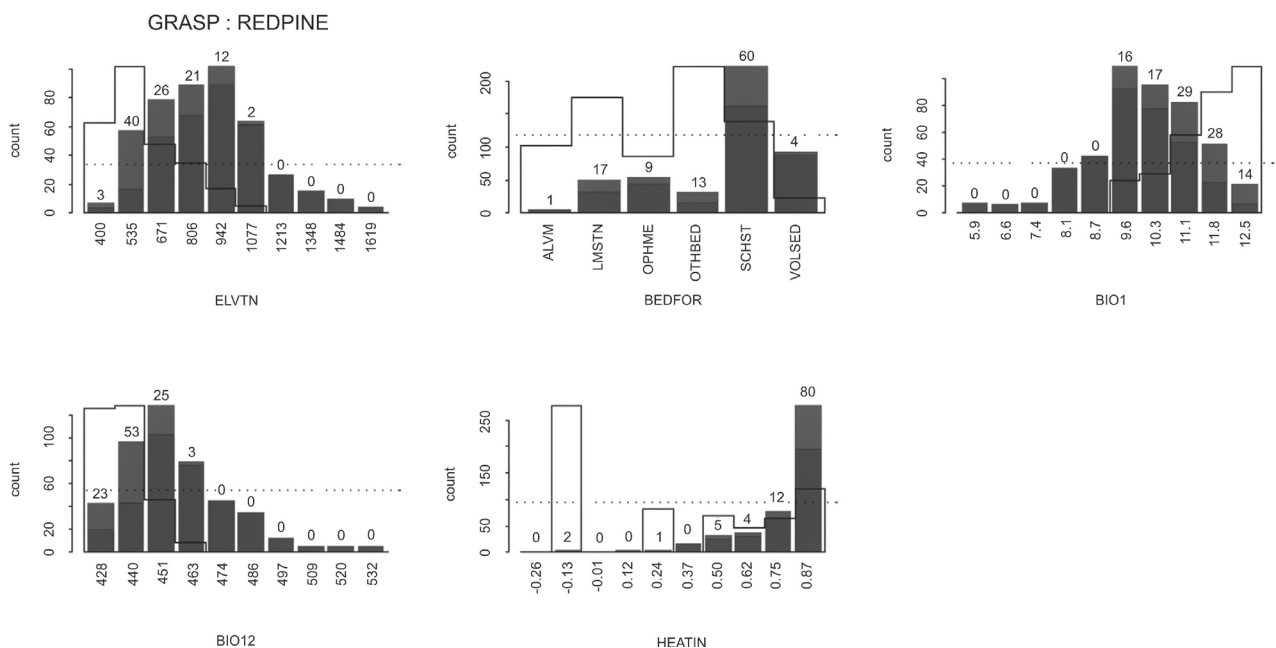 GRASP : REDPINE
count
0 20 40 60 80
3 40 26 21 12 2 0 0 0 0
400 535 671 806 942 1077 1213 1348 1484 1619
ELVTN
count
0 50 100 200
1 17 9 13 60 4
ALVM LMSTN OPHME OTHBED SCHST VOLSED
BEDFOR
count
0 20 40 60 80
0 0 0 0 0 16 17 29 28 14
5.9 6.6 7.4 8.1 8.7 9.6 10.3 11.1 11.8 12.5
BIO1
count
0 20 60 100
23 53 25 3 0 0 0 0 0 0
428 440 451 463 474 486 497 509 520 532
BIO12
count
0 50 150 250
0 2 0 0 1 0 5 4 12 80
-0.26 -0.13 -0.01 0.12 0.24 0.37 0.50 0.62 0.75 0.87
HEATIN